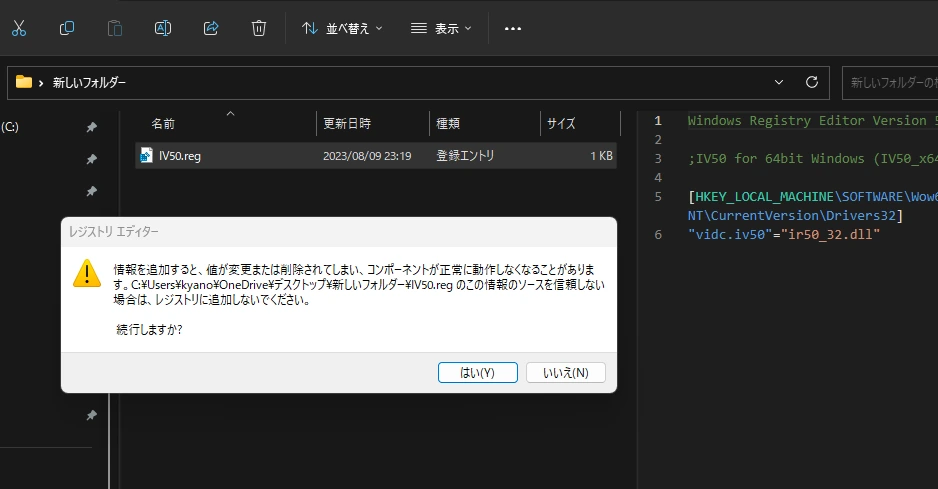 並べ替え
表示
新しいフォルダー
新しいフォルダーの
(C:)
名前
更新日時
種類
サイズ
IV50.reg
2023/08/09 23:19
登録エントリ
1 KB
1
Windows Registry Editor Version
2
3
;IV50 for 64bit Windows
4
5
[HKEY_LOCAL_MACHINE\SOFTWARE\
NT\CurrentVersion\Drivers32]
6
"vidc.iv50"="ir50_32.dll"
レジストリ エディター
情報を追加すると、値が変更または削除されてしまい、コンポーネントが正常に動作しなくなることがありま
す。C:¥Users¥kyano¥OneDrive¥デスクトップ¥新しいフォルダー¥IV50.reg のこの情報のソースを信頼しない
場合は、レジストリに追加しないでください。
続行しますか?
はい(Y)
いいえ(N)